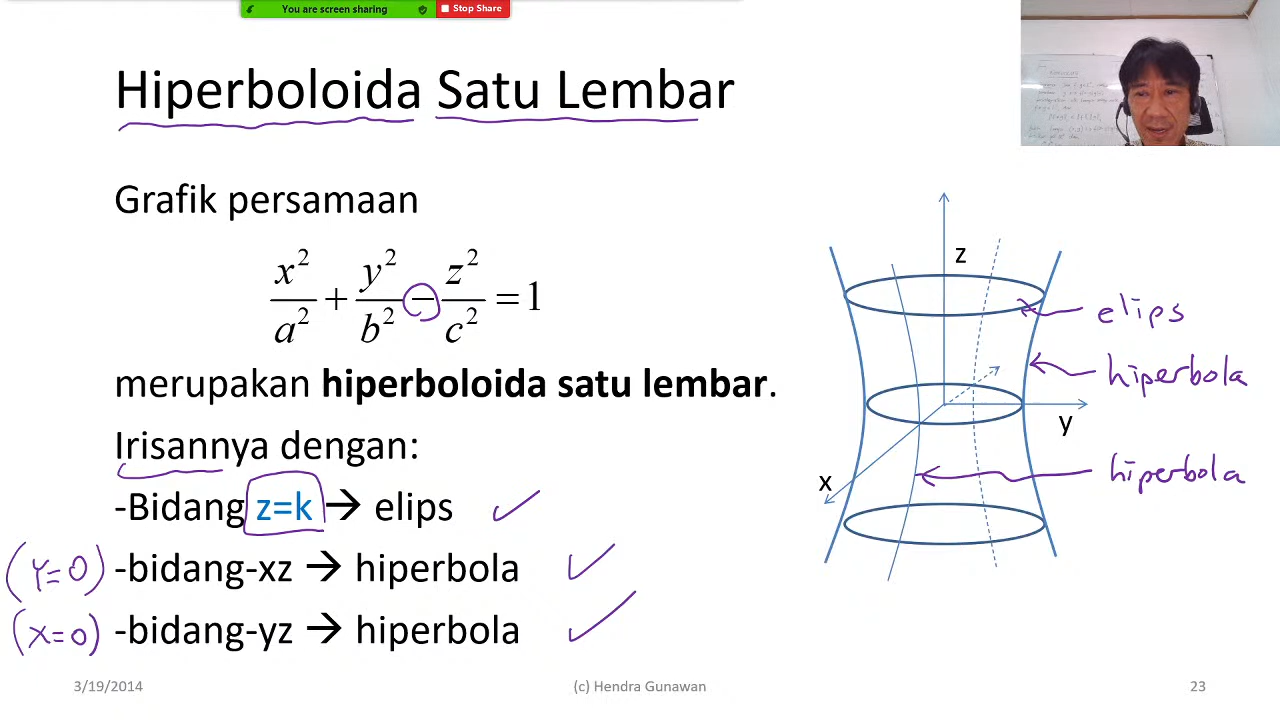 You are screen sharing
Stop Share
Hiperboloida Satu Lembar
Grafik persamaan
x²/a² + y²/b² − z²/c² = 1
merupakan hiperboloida satu lembar.
Irisannya dengan:
-Bidang z=k → elips ✓
(Y=0) -bidang-xz → hiperbola ✓
(X=0) -bidang-yz → hiperbola ✓
z
elips
hiperbola
y
x
hiperbola
3/19/2014
(c) Hendra Gunawan
23